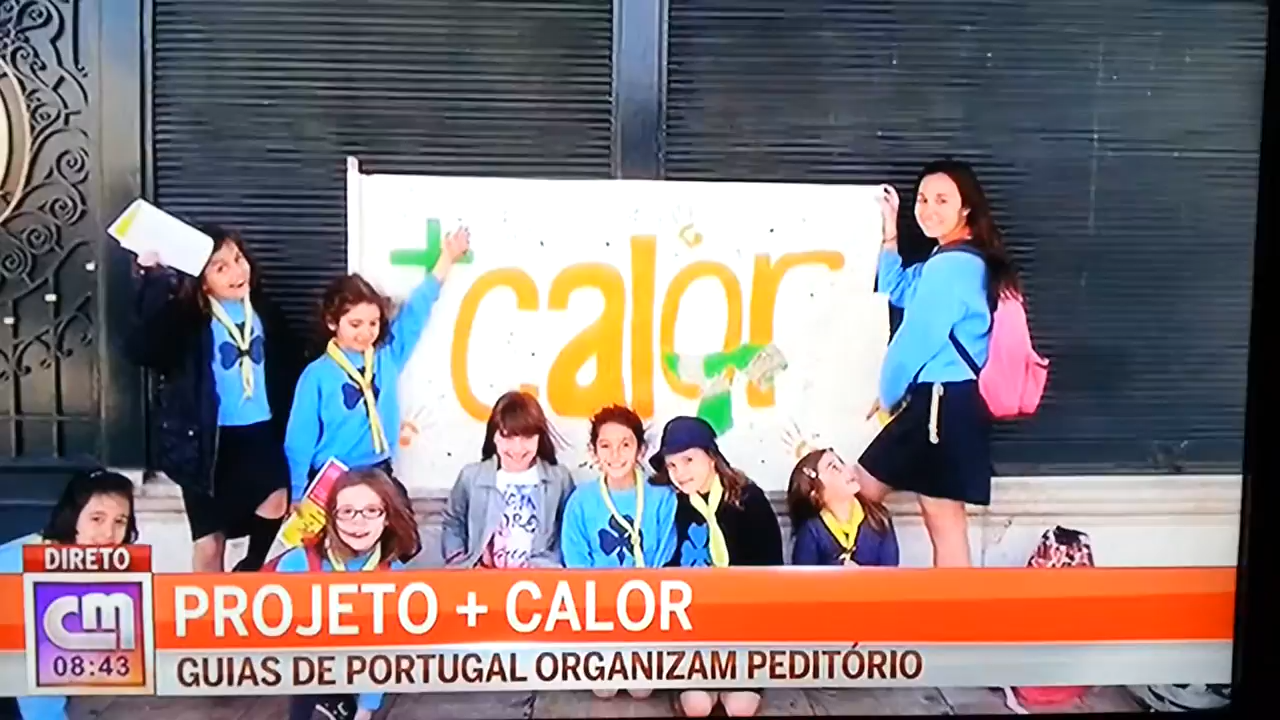 +calor
DIRETO
CM
08:43
PROJETO + CALOR
GUIAS DE PORTUGAL ORGANIZAM PEDITÓRIO